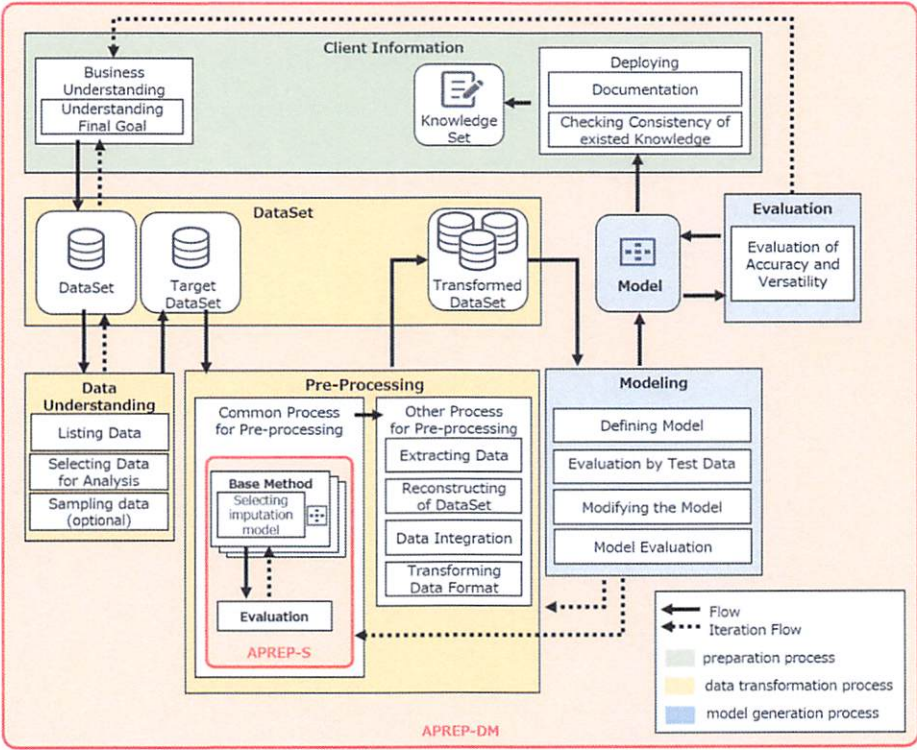 Client Information
Business
Understanding
Understanding
Final Goal
Knowledge
Set
Deploying
Documentation
Checking Consistency of
existed Knowledge
DataSet
DataSet
Target
DataSet
Transformed
DataSet
Model
Evaluation
Evaluation of
Accuracy and
Versatility
Data
Understanding
Listing Data
Selecting Data
for Analysis
Sampling data
(optional)
Pre-Processing
Common Process
for Pre-processing
Base Method
Selecting
imputation
model
Evaluation
APREP-S
Other Process
for Pre-processing
Extracting Data
Reconstructing
of DataSet
Data Integration
Transforming
Data Format
Modeling
Defining Model
Evaluation by Test Data
Modifying the Model
Model Evaluation
Flow
Iteration Flow
preparation process
data transformation process
model generation process
APREP-DM